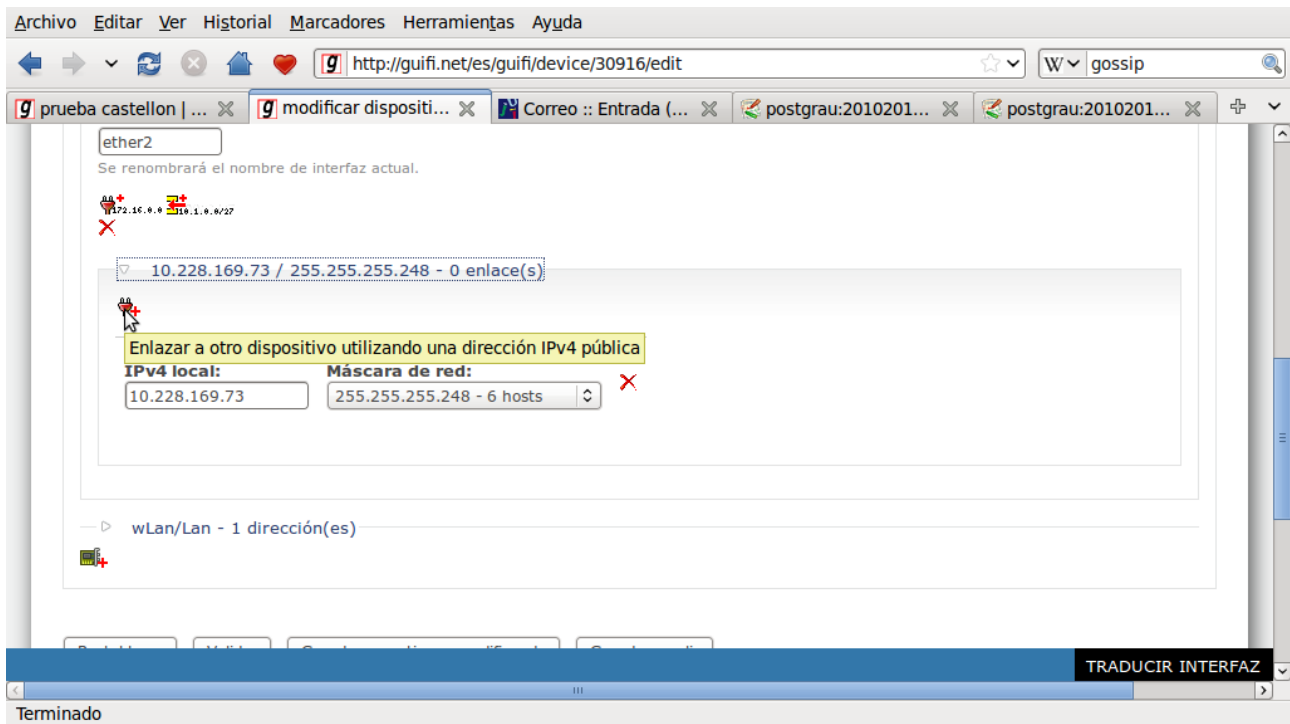 Archivo Editar Ver Historial Marcadores Herramientas Ayuda
http://guifi.net/es/guifi/device/30916/edit
W gossip
prueba castellon | ...
modificar dispositi...
Correo :: Entrada (...
postgrau:2010201...
postgrau:2010201...
ether2
Se renombrará el nombre de interfaz actual.
172.16.0.0 10.1.0.0/27
10.228.169.73 / 255.255.255.248 - 0 enlace(s)
Enlazar a otro dispositivo utilizando una dirección IPv4 pública
IPv4 local: Máscara de red:
10.228.169.73 255.255.255.248 - 6 hosts
wLan/Lan - 1 dirección(es)
TRADUCIR INTERFAZ
Terminado